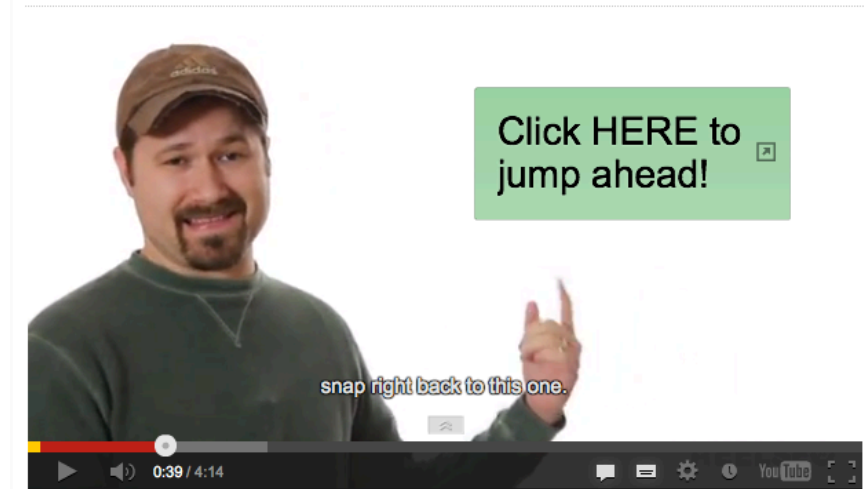 adidas
Click HERE to
jump ahead!
snap right back to this one.
0:39 / 4:14
YouTube